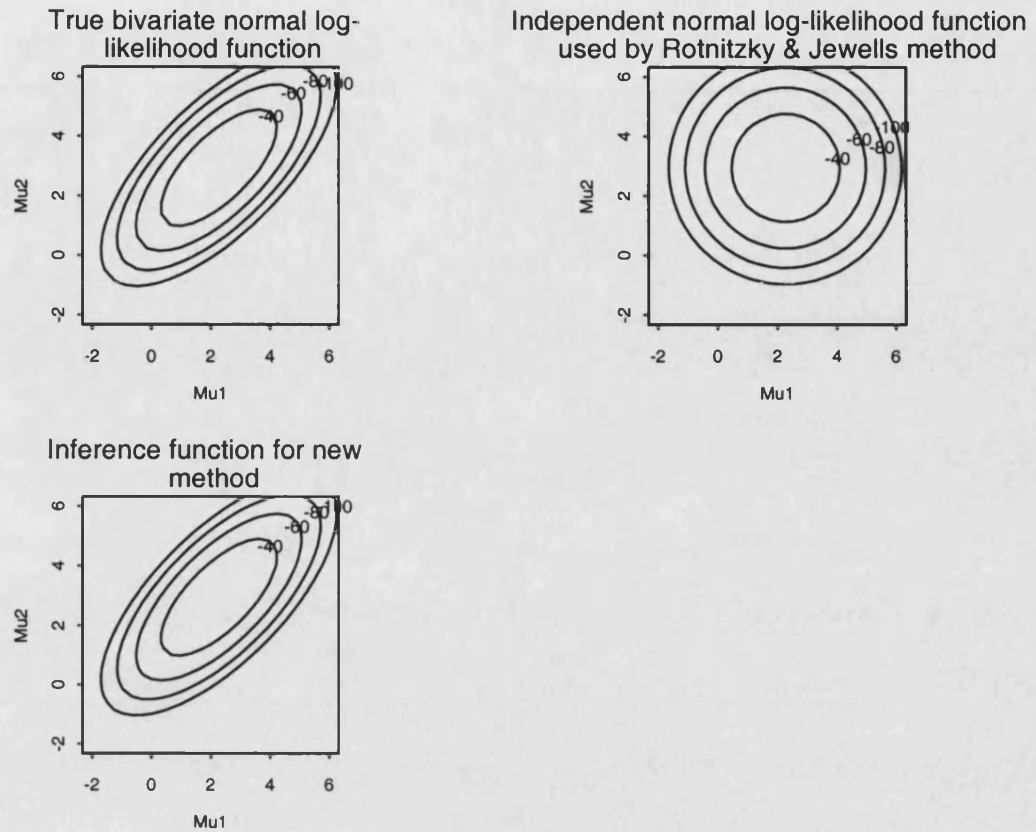 True bivariate normal log-
likelihood function
6
4
2
0
-2
Mu2
-40
-60
-80
-100
-2 0 2 4 6
Mu1
Independent normal log-likelihood function
used by Rotnitzky & Jewells method
6
4
2
0
-2
Mu2
-40
-60
-80
100
-2 0 2 4 6
Mu1
Inference function for new
method
6
4
2
0
-2
Mu2
-40
-60
-80
-100
-2 0 2 4 6
Mu1